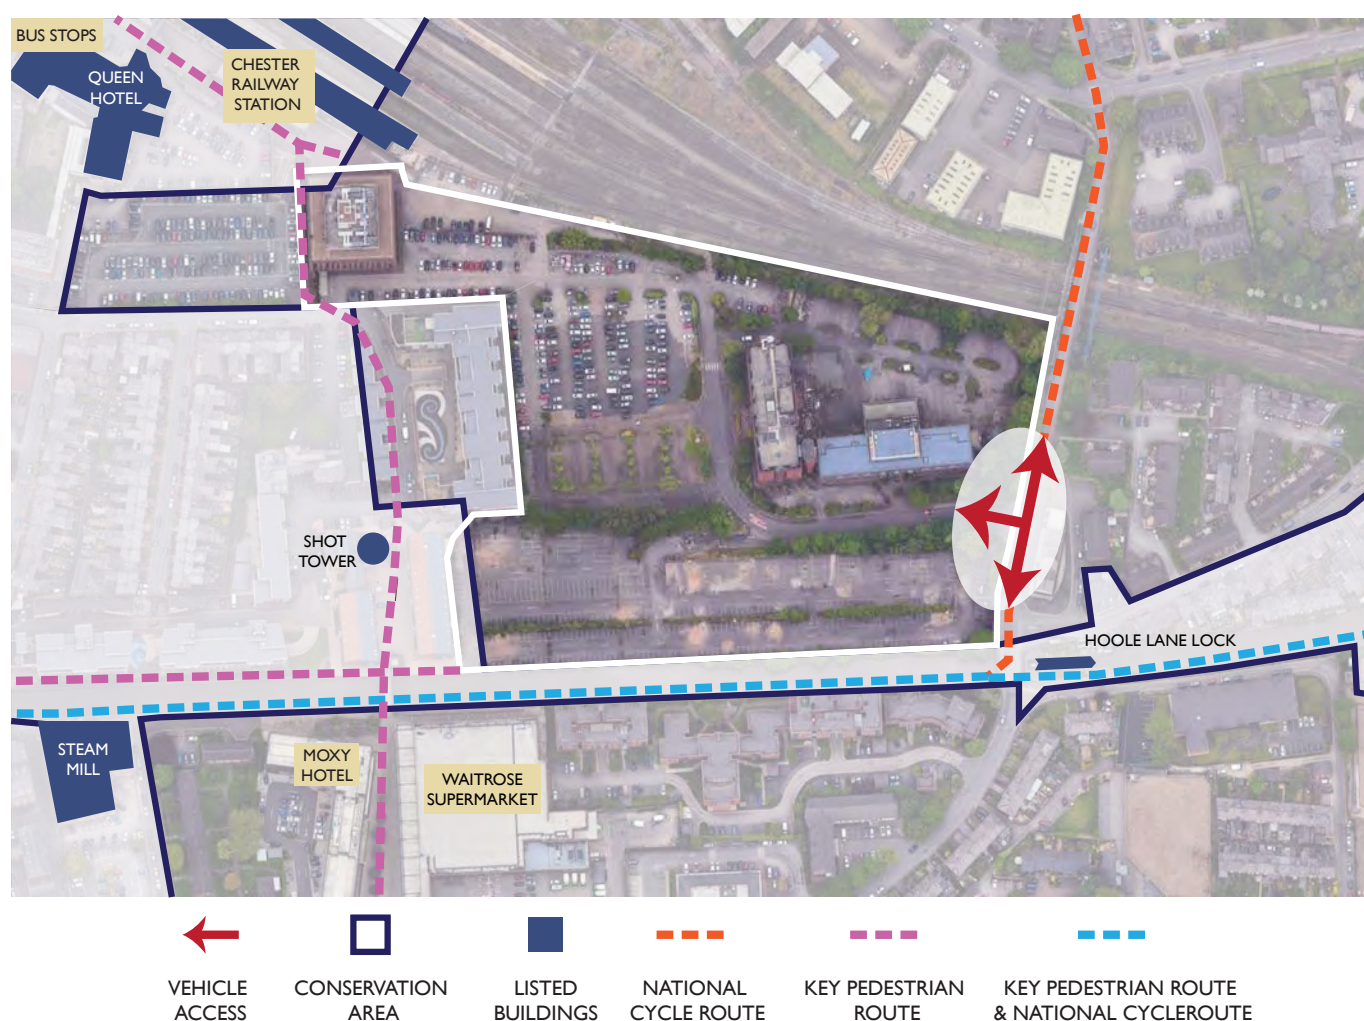 BUS STOPS
QUEEN
HOTEL
CHESTER
RAILWAY
STATION
SHOT
TOWER
HOOLE LANE LOCK
STEAM
MILL
MOXY
HOTEL
WAITROSE
SUPERMARKET
VEHICLE
ACCESS
CONSERVATION
AREA
LISTED
BUILDINGS
NATIONAL
CYCLE ROUTE
KEY PEDESTRIAN
ROUTE
KEY PEDESTRIAN ROUTE
& NATIONAL CYCLEROUTE